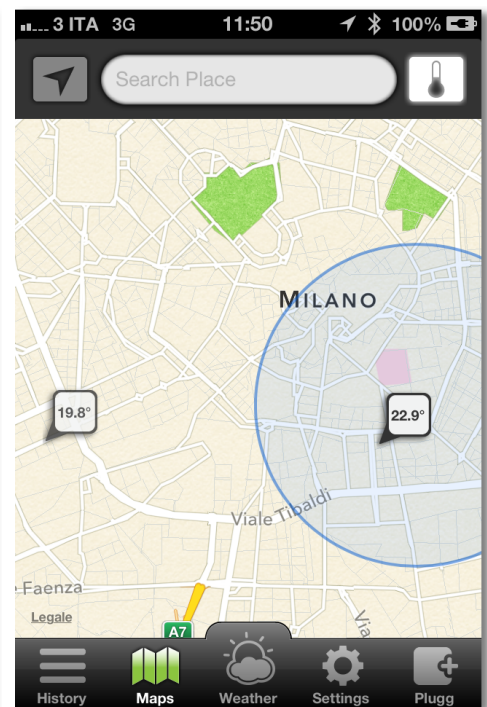 3 ITA 3G 11:50 100%
Search Place
MILANO
19.8°
22.9°
Viale Tibaldi
Faenza
Legale
Via
A7
History Maps Weather Settings Plugg